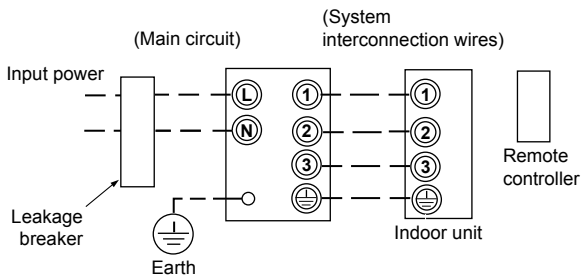 (Main circuit)
(System
interconnection wires)
Input power
L
N
1
2
3
1
2
3
Remote
controller
Leakage
breaker
Earth
Indoor unit